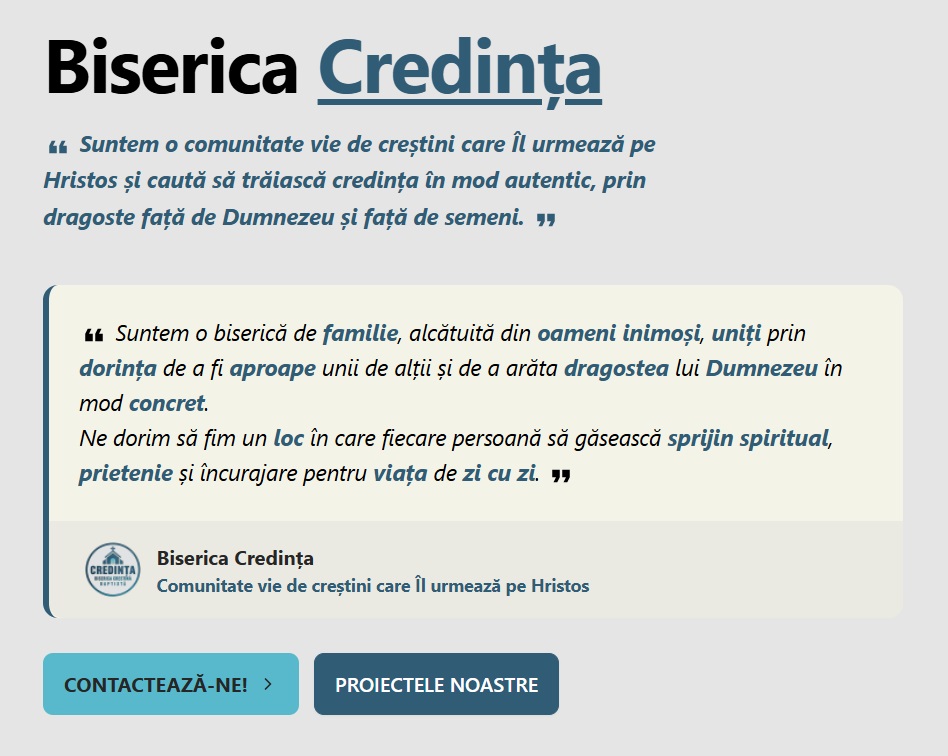 Biserica Credința
❝ Suntem o comunitate vie de creștini care Îl urmează pe
Hristos și caută să trăiască credința în mod autentic, prin
dragoste față de Dumnezeu și față de semeni. ❞
❝ Suntem o biserică de familie, alcătuită din oameni inimoși, uniți prin
dorința de a fi aproape unii de alții și de a arăta dragostea lui Dumnezeu în
mod concret.
Ne dorim să fim un loc în care fiecare persoană să găsească sprijin spiritual,
prietenie și încurajare pentru viața de zi cu zi. ❞
CREDINȚA
BISERICA CREȘTINĂ
BAPTISTĂ
Biserica Credința
Comunitate vie de creștini care Îl urmează pe Hristos
CONTACTEAZĂ-NE! >
PROIECTELE NOASTRE